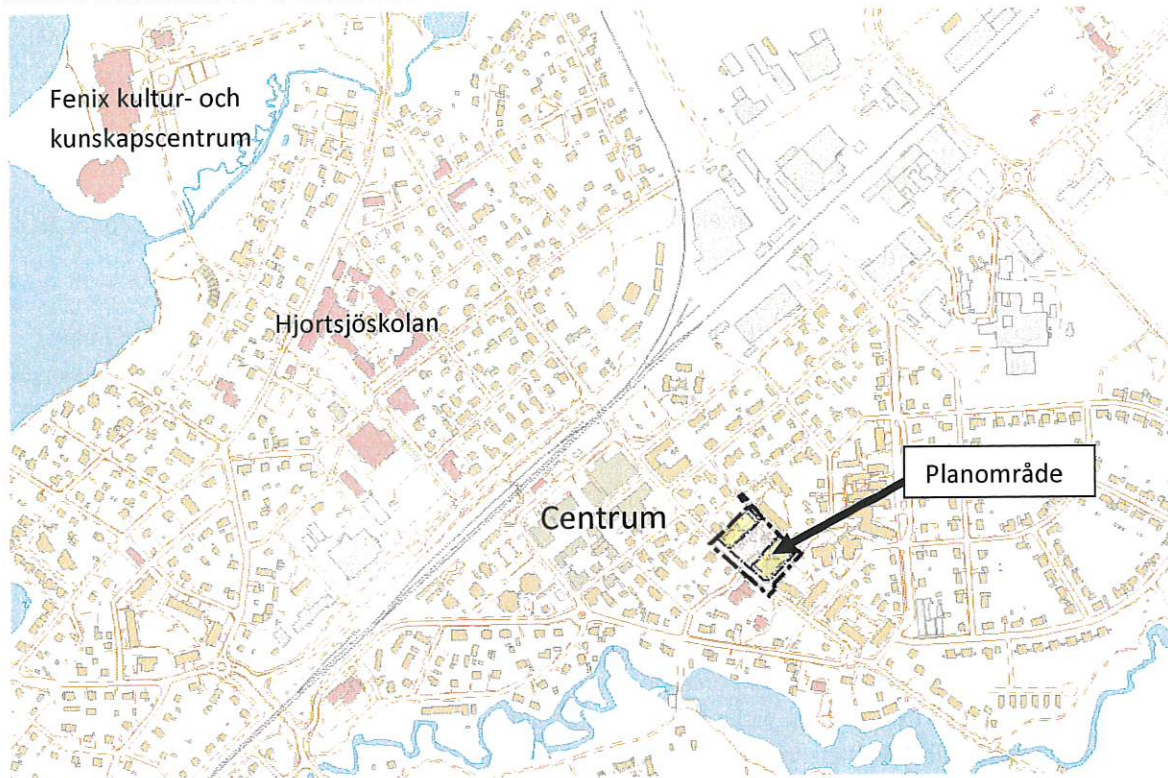 Fenix kultur- och
kunskapscentrum
Hjortsjöskolan
Planområde
Centrum